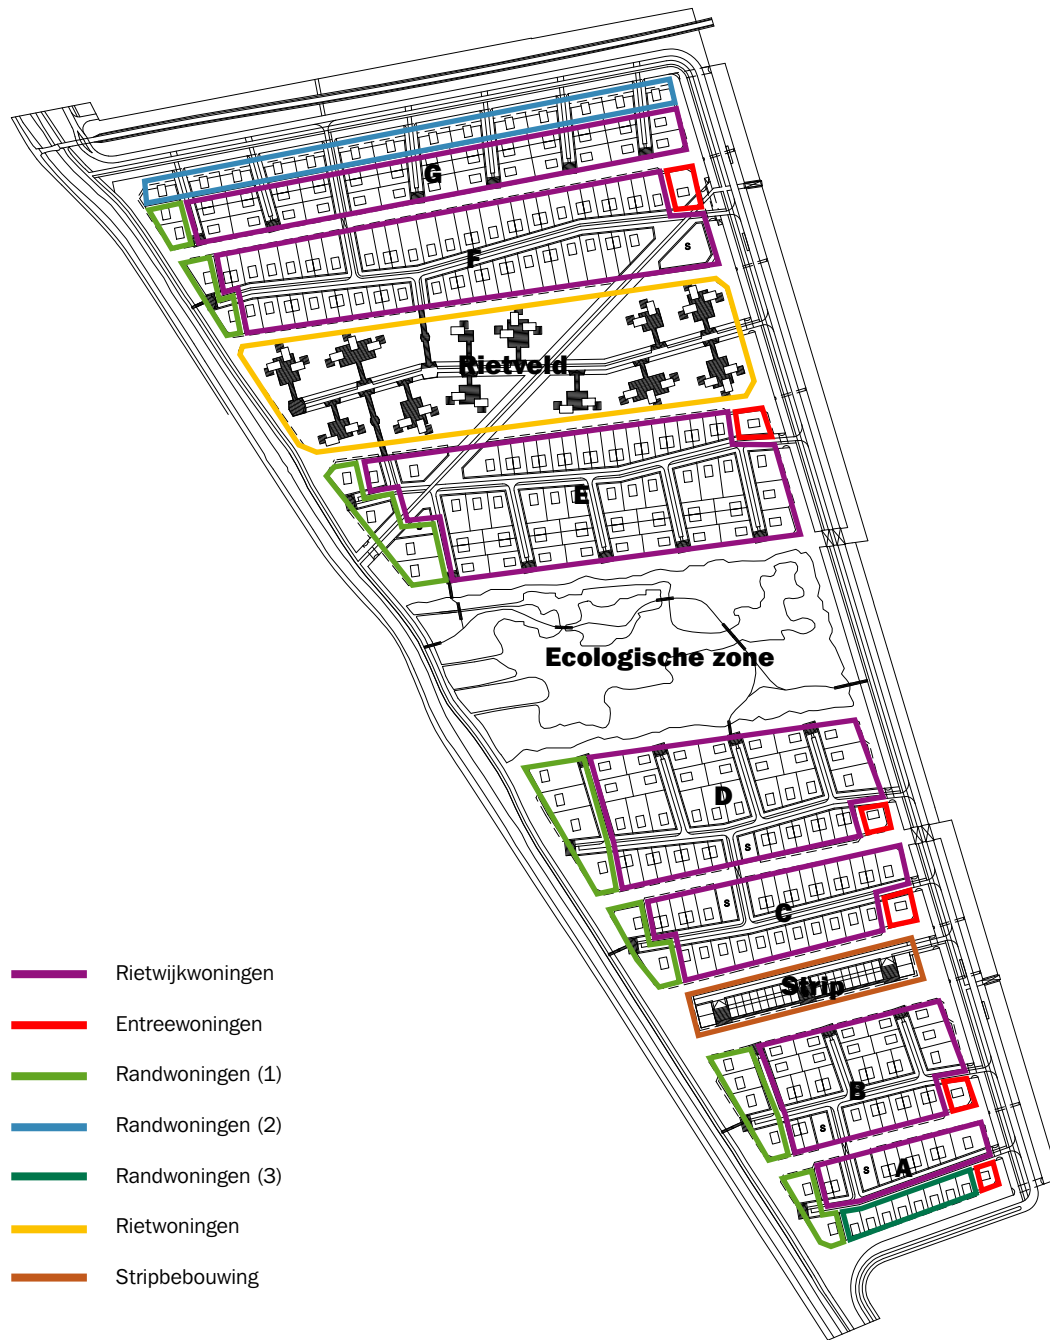 G
F
s
Rietveld
E
s
Ecologische zone
D
s
s
C
Strip
B
s
s
A
Rietwijkwoningen
Entreewoningen
Randwoningen (1)
Randwoningen (2)
Randwoningen (3)
Rietwoningen
Stripbebouwing